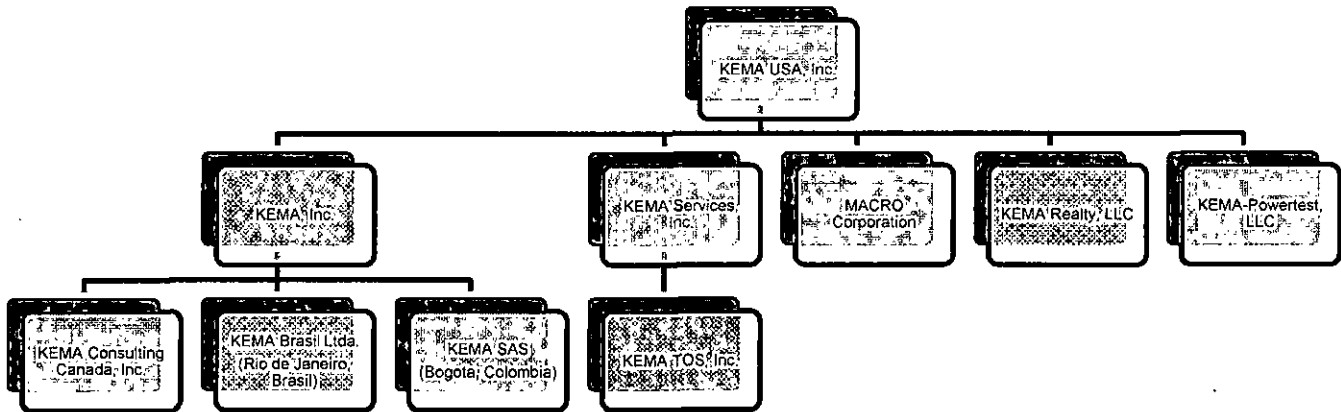 KEMA USA, Inc.
KEMA, Inc.
KEMA Services
Inc.
MACRO
Corporation
KEMA Realty, LLC
KEMA-Powertest,
LLC
KEMA Consulting
Canada, Inc.
KEMA Brasil Ltda.
(Rio de Janeiro,
Brasil)
KEMA SAS
(Bogota, Colombia)
KEMA TOS, Inc